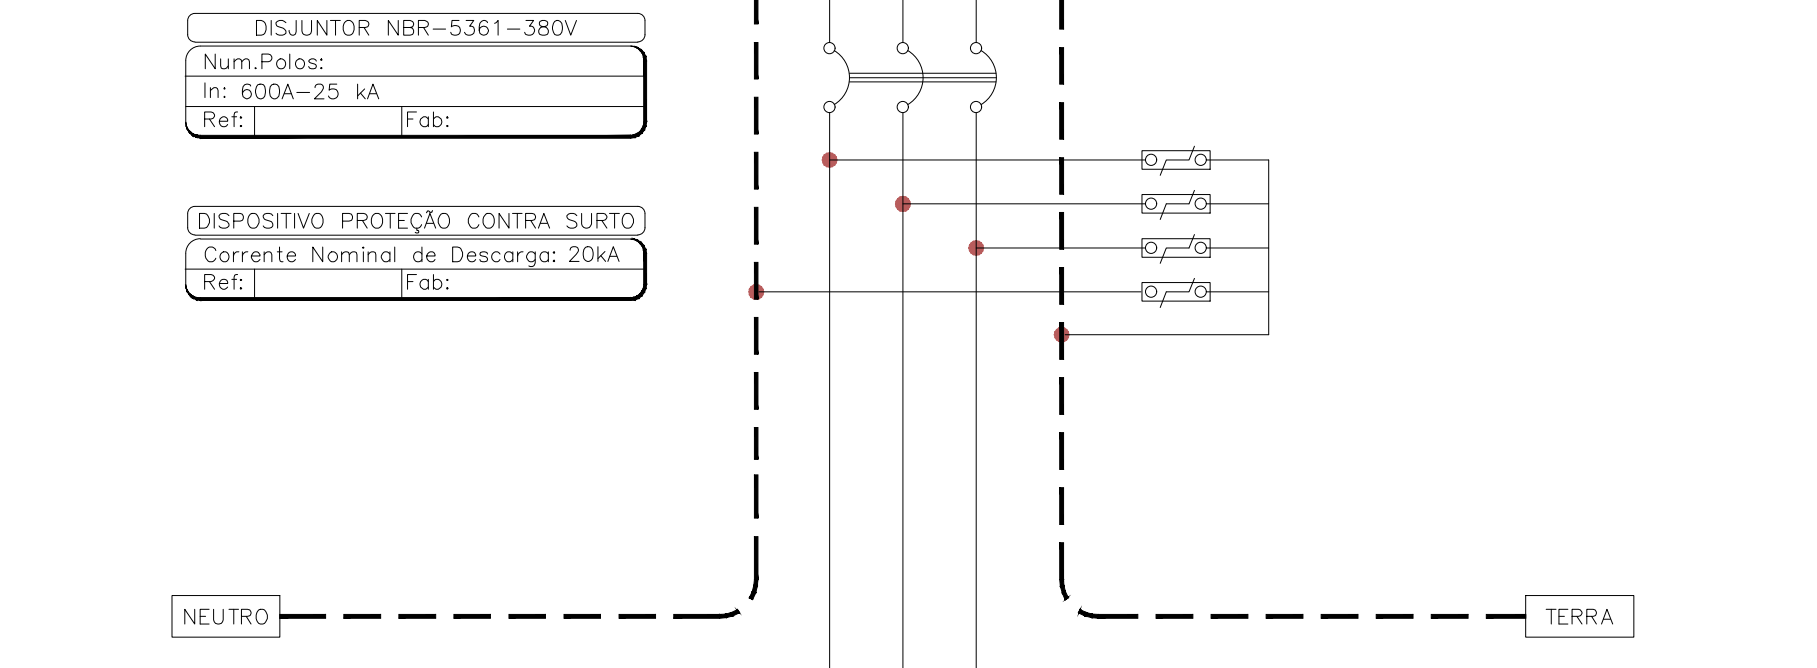 DISJUNTOR NBR-5361-380V
Num.Polos:
In: 600A-25 kA
Ref: Fab:
DISPOSITIVO PROTEÇÃO CONTRA SURTO
Corrente Nominal de Descarga: 20kA
Ref: Fab:
NEUTRO TERRA